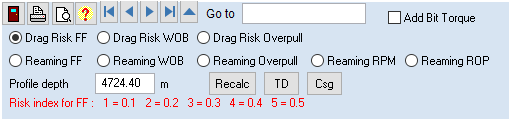 Go to Add Bit Torque
Drag Risk FF Drag Risk WOB Drag Risk Overpull
Reaming FF Reaming WOB Reaming Overpull Reaming RPM Reaming ROP
Profile depth 4724.40 m Recalc TD Csg
Risk index for FF : 1 = 0.1 2 = 0.2 3 = 0.3 4 = 0.4 5 = 0.5